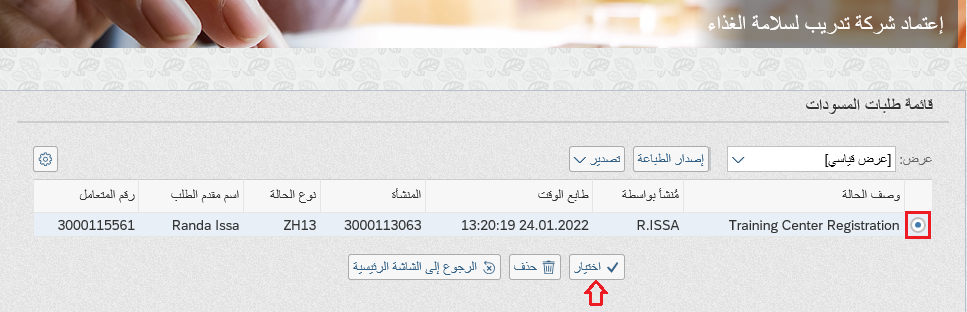 إعتماد شركة تدريب لسلامة الغذاء
قائمة طلبات المسودات
عرض: [عرض قياسي] إصدار الطباعة تصدير
وصف الحالة مُنشأ بواسطة طابع الوقت المنشأة نوع الحالة اسم مقدم الطلب رقم المتعامل
Training Center Registration R.ISSA 13:20:19 24.01.2022 3000113063 ZH13 Randa Issa 3000115561
اختيار حذف الرجوع إلى الشاشة الرئيسية